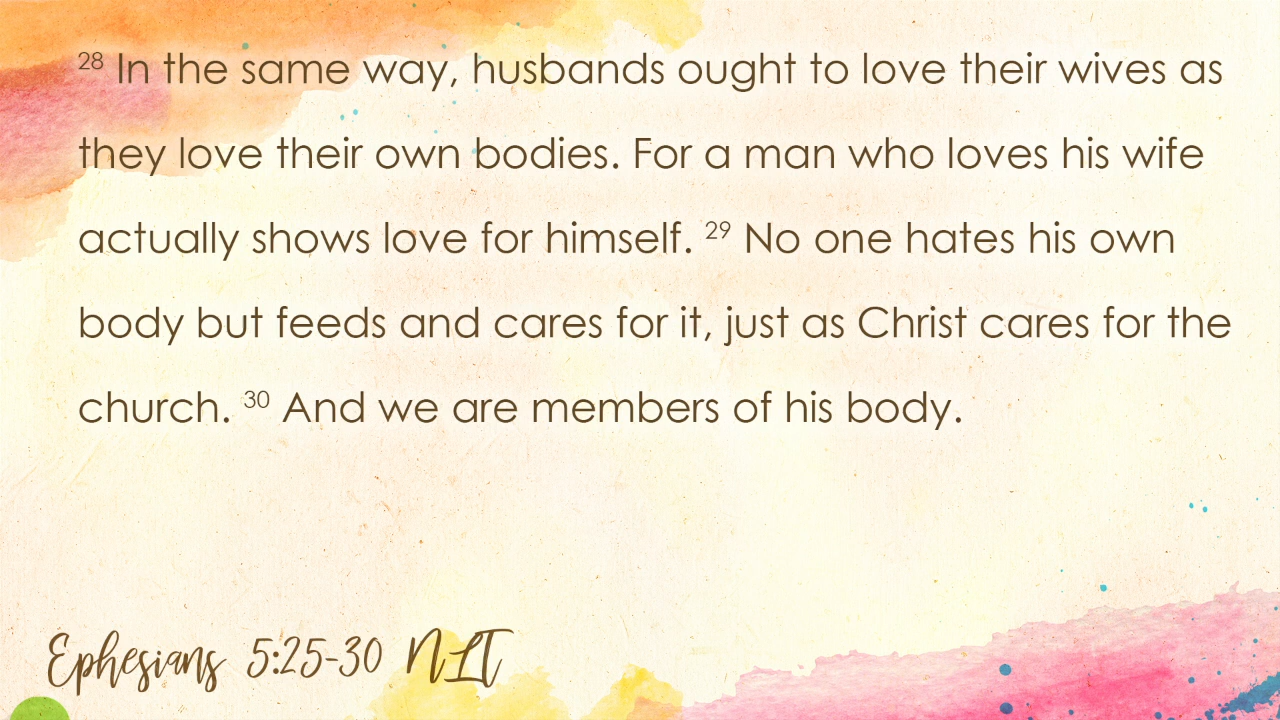 28 In the same way, husbands ought to love their wives as
they love their own bodies. For a man who loves his wife
actually shows love for himself. 29 No one hates his own
body but feeds and cares for it, just as Christ cares for the
church. 30 And we are members of his body.
Ephesians 5:25-30 NLT